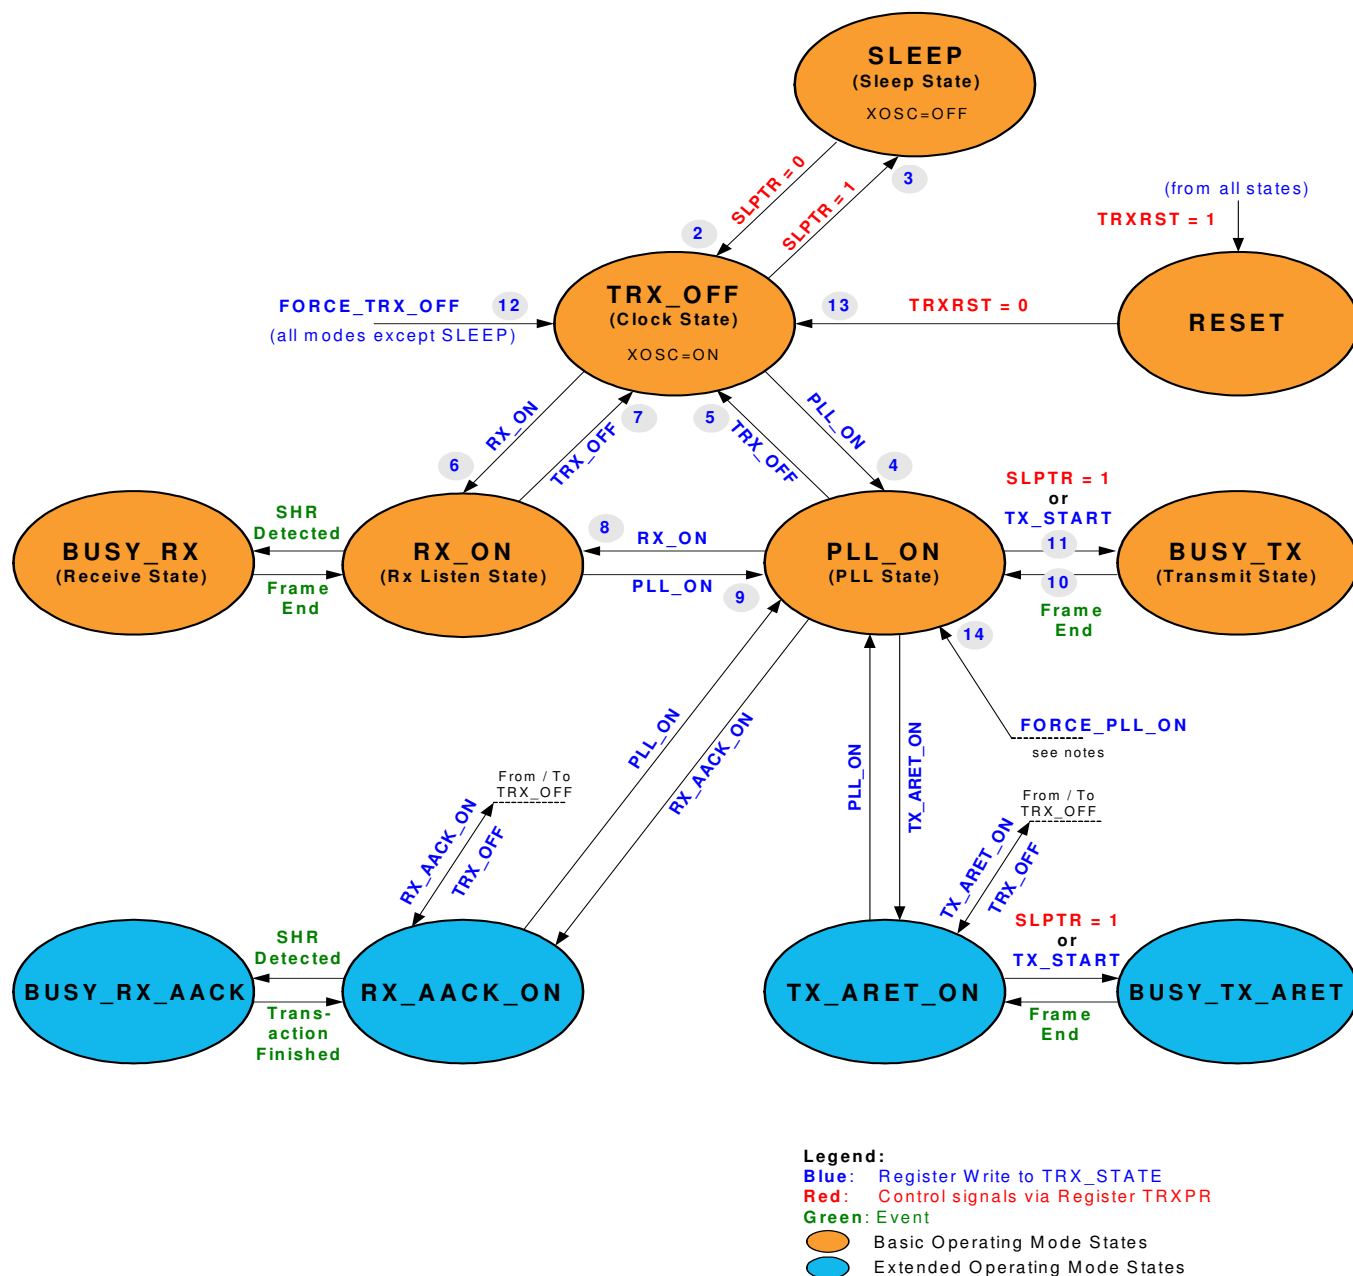 SLEEP
(Sleep State)
XOSC=OFF
SLPTR = 0
SLPTR = 1
3
2
(from all states)
TRXRST = 1
FORCE_TRX_OFF
12
(all modes except SLEEP)
TRX_OFF
(Clock State)
XOSC=ON
13
TRXRST = 0
RESET
RX_ON
7
TRX_OFF
6
5
TRX_OFF
PLL_ON
4
SLPTR = 1
or
TX_START
11
SHR
Detected
BUSY_RX
(Receive State)
Frame
End
RX_ON
(Rx Listen State)
8
RX_ON
PLL_ON
9
PLL_ON
(PLL State)
BUSY_TX
(Transmit State)
10
Frame
End
14
FORCE_PLL_ON
see notes
PLL_ON
RX_AACK_ON
PLL_ON
TX_ARET_ON
From / To
TRX_OFF
RX_AACK_ON
TRX_OFF
From / To
TRX_OFF
TX_ARET_ON
TRX_OFF
SHR
Detected
BUSY_RX_AACK
Trans-
action
Finished
RX_AACK_ON
TX_ARET_ON
SLPTR = 1
or
TX_START
Frame
End
BUSY_TX_ARET
Legend:
Blue: Register Write to TRX_STATE
Red: Control signals via Register TRXPR
Green: Event
Basic Operating Mode States
Extended Operating Mode States